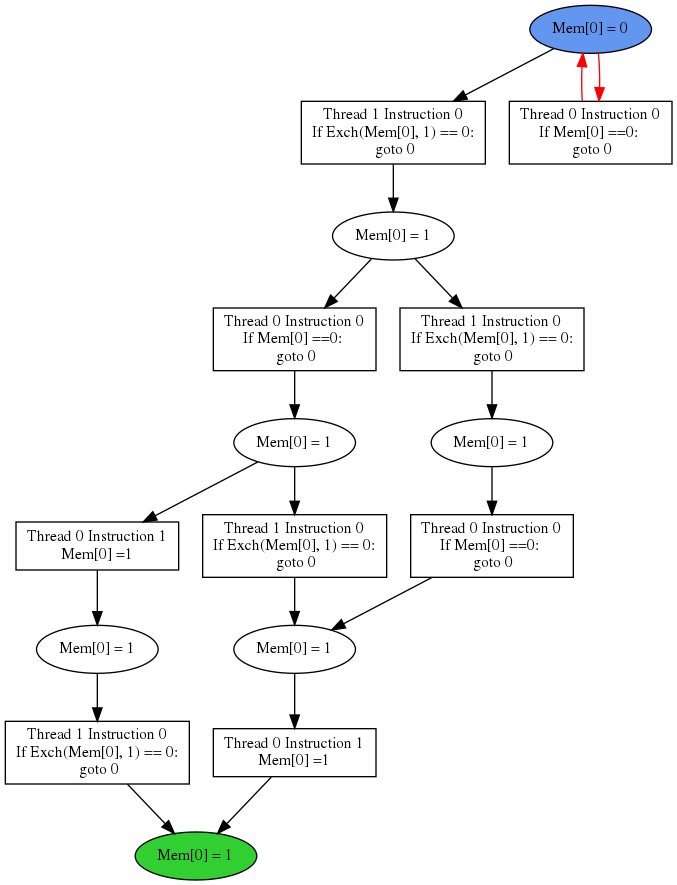 Mem[0] = 0
Thread 1 Instruction 0
If Exch(Mem[0], 1) == 0:
goto 0
Thread 0 Instruction 0
If Mem[0] ==0:
goto 0
Mem[0] = 1
Thread 0 Instruction 0
If Mem[0] ==0:
goto 0
Thread 1 Instruction 0
If Exch(Mem[0], 1) == 0:
goto 0
Mem[0] = 1
Mem[0] = 1
Thread 0 Instruction 1
Mem[0] =1
Thread 1 Instruction 0
If Exch(Mem[0], 1) == 0:
goto 0
Thread 0 Instruction 0
If Mem[0] ==0:
goto 0
Mem[0] = 1
Mem[0] = 1
Thread 1 Instruction 0
If Exch(Mem[0], 1) == 0:
goto 0
Thread 0 Instruction 1
Mem[0] =1
Mem[0] = 1